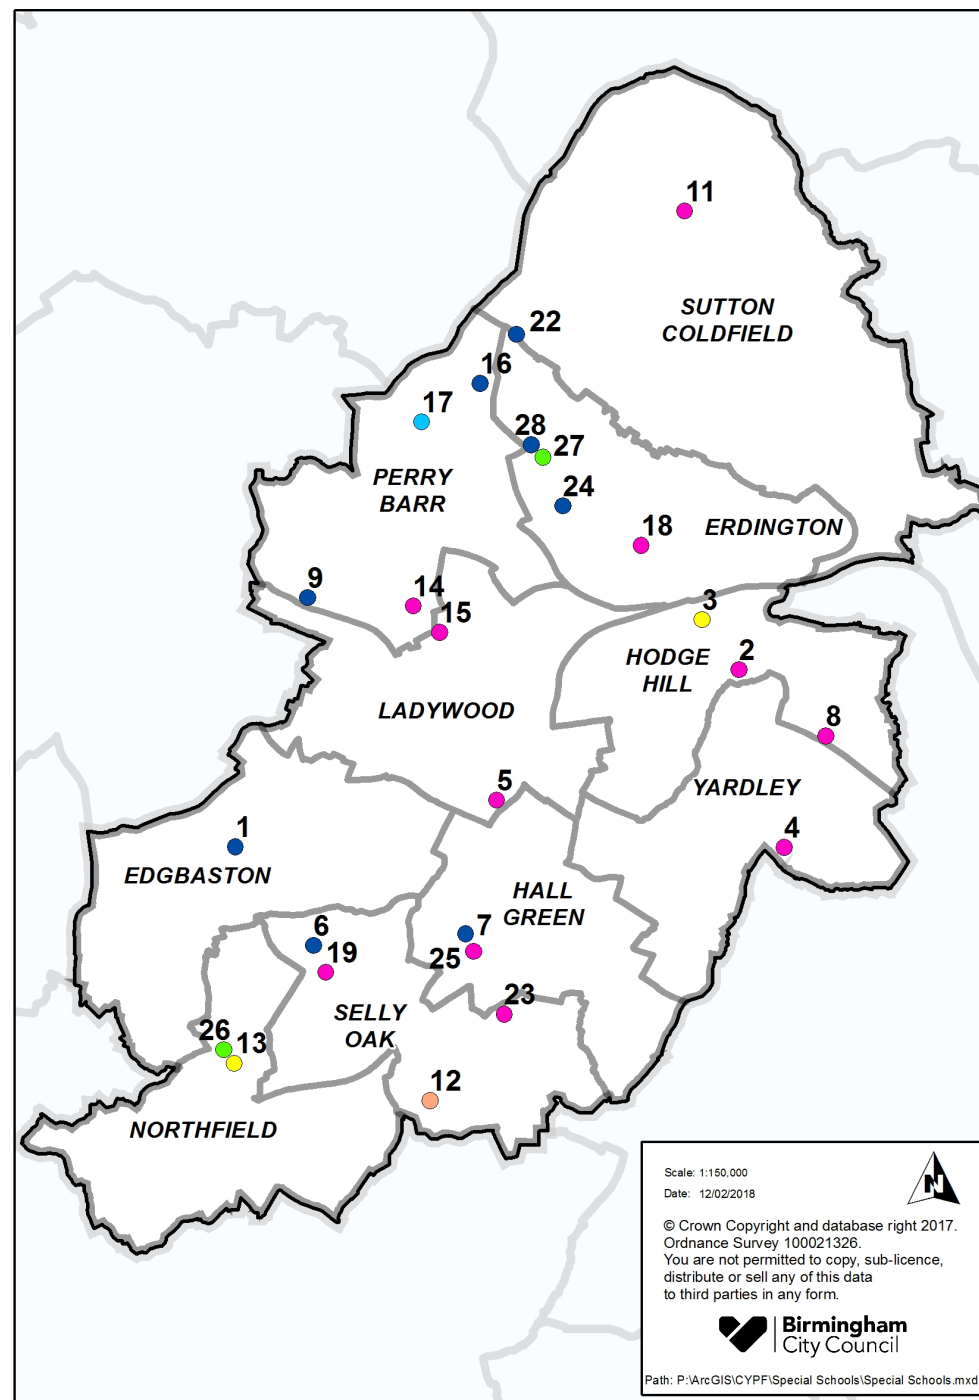 11
SUTTON
COLDFIELD
22
16
17
28
27
PERRY
BARR
24
18
ERDINGTON
9
14
15
3
HODGE
HILL
2
LADYWOOD
8
5
YARDLEY
1
4
EDGBASTON
HALL
GREEN
6
7
19
25
SELLY
OAK
23
26
13
12
NORTHFIELD
Scale: 1:150,000
Date: 12/02/2018
N
© Crown Copyright and database right 2017.
Ordnance Survey 100021326.
You are not permitted to copy, sub-licence,
distribute or sell any of this data
to third parties in any form.
Birmingham
City Council
Path: P:\ArcGIS\CYPF\Special Schools\Special Schools.mxd